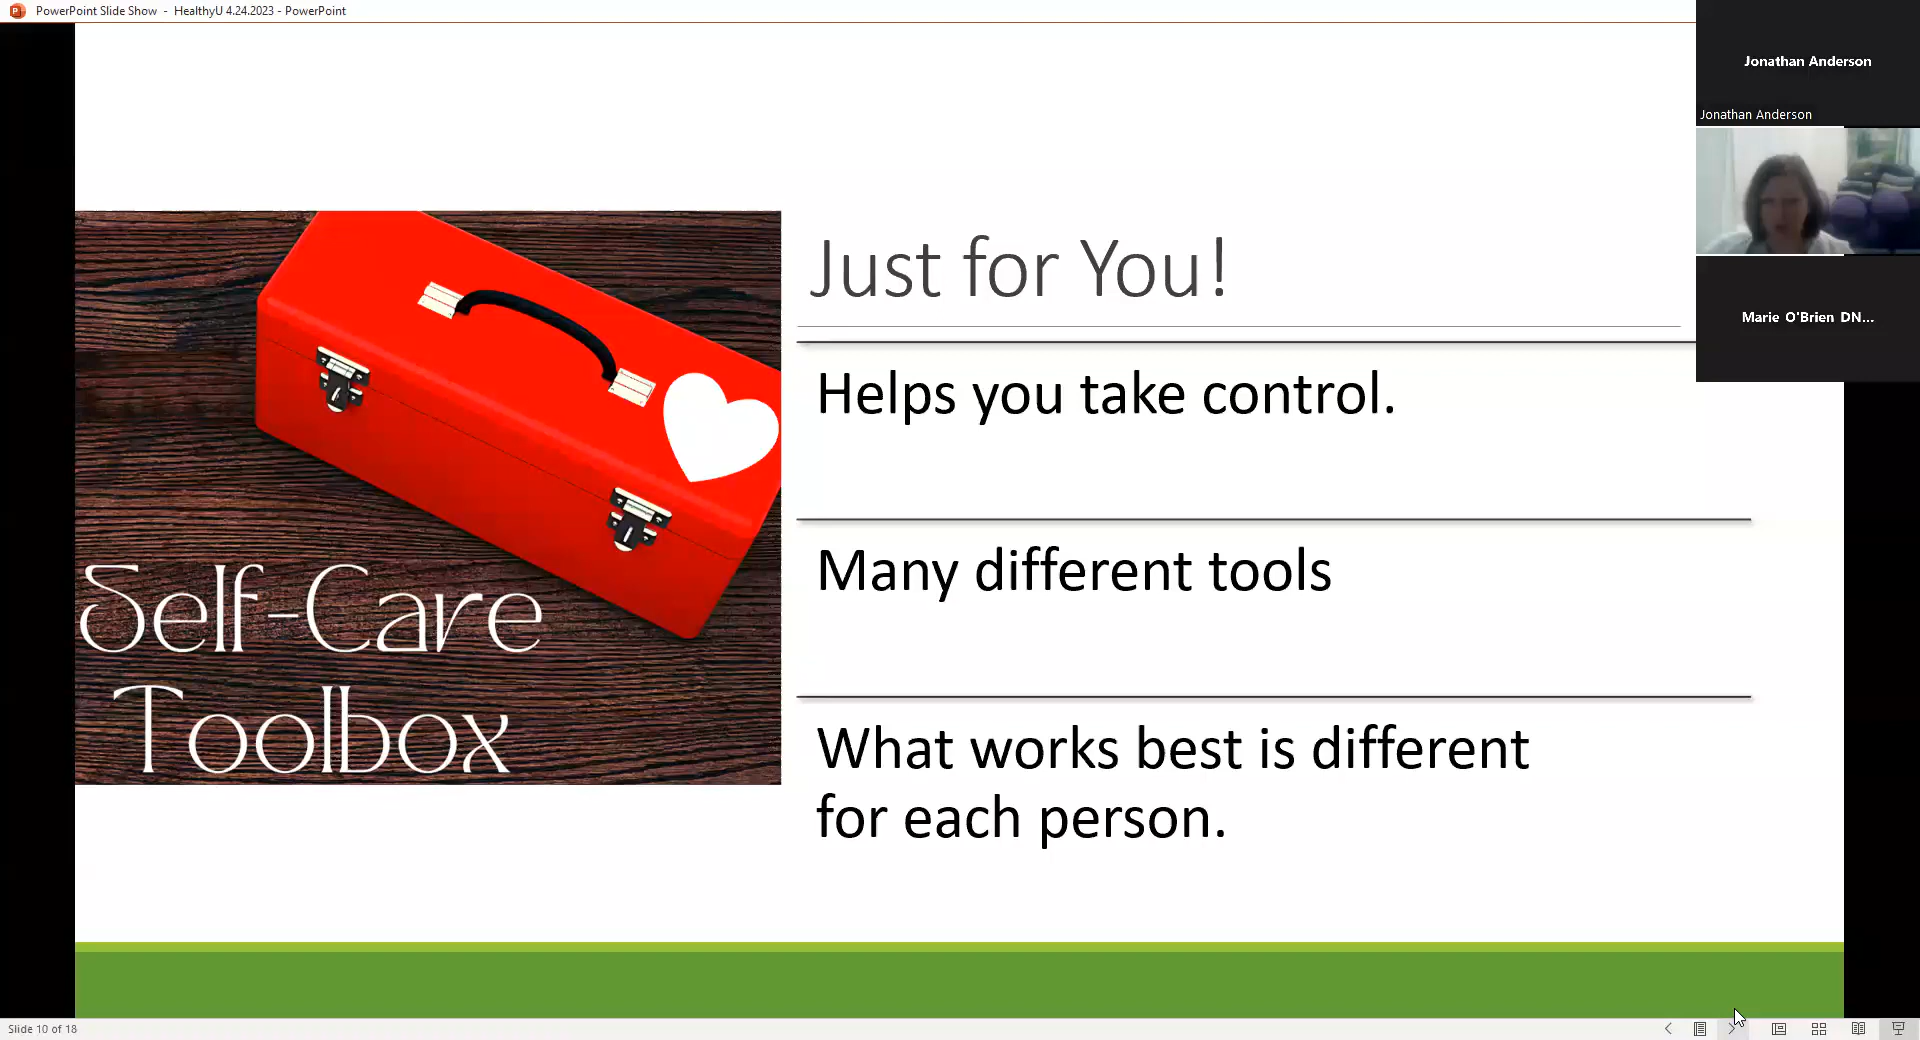 PowerPoint Slide Show - HealthyU 4.24.2023 - PowerPoint
Jonathan Anderson
Jonathan Anderson
Marie O'Brien DN...
Just for You!
Helps you take control.
Many different tools
What works best is different
for each person.
Self-Care
Toolbox
Slide 10 of 18